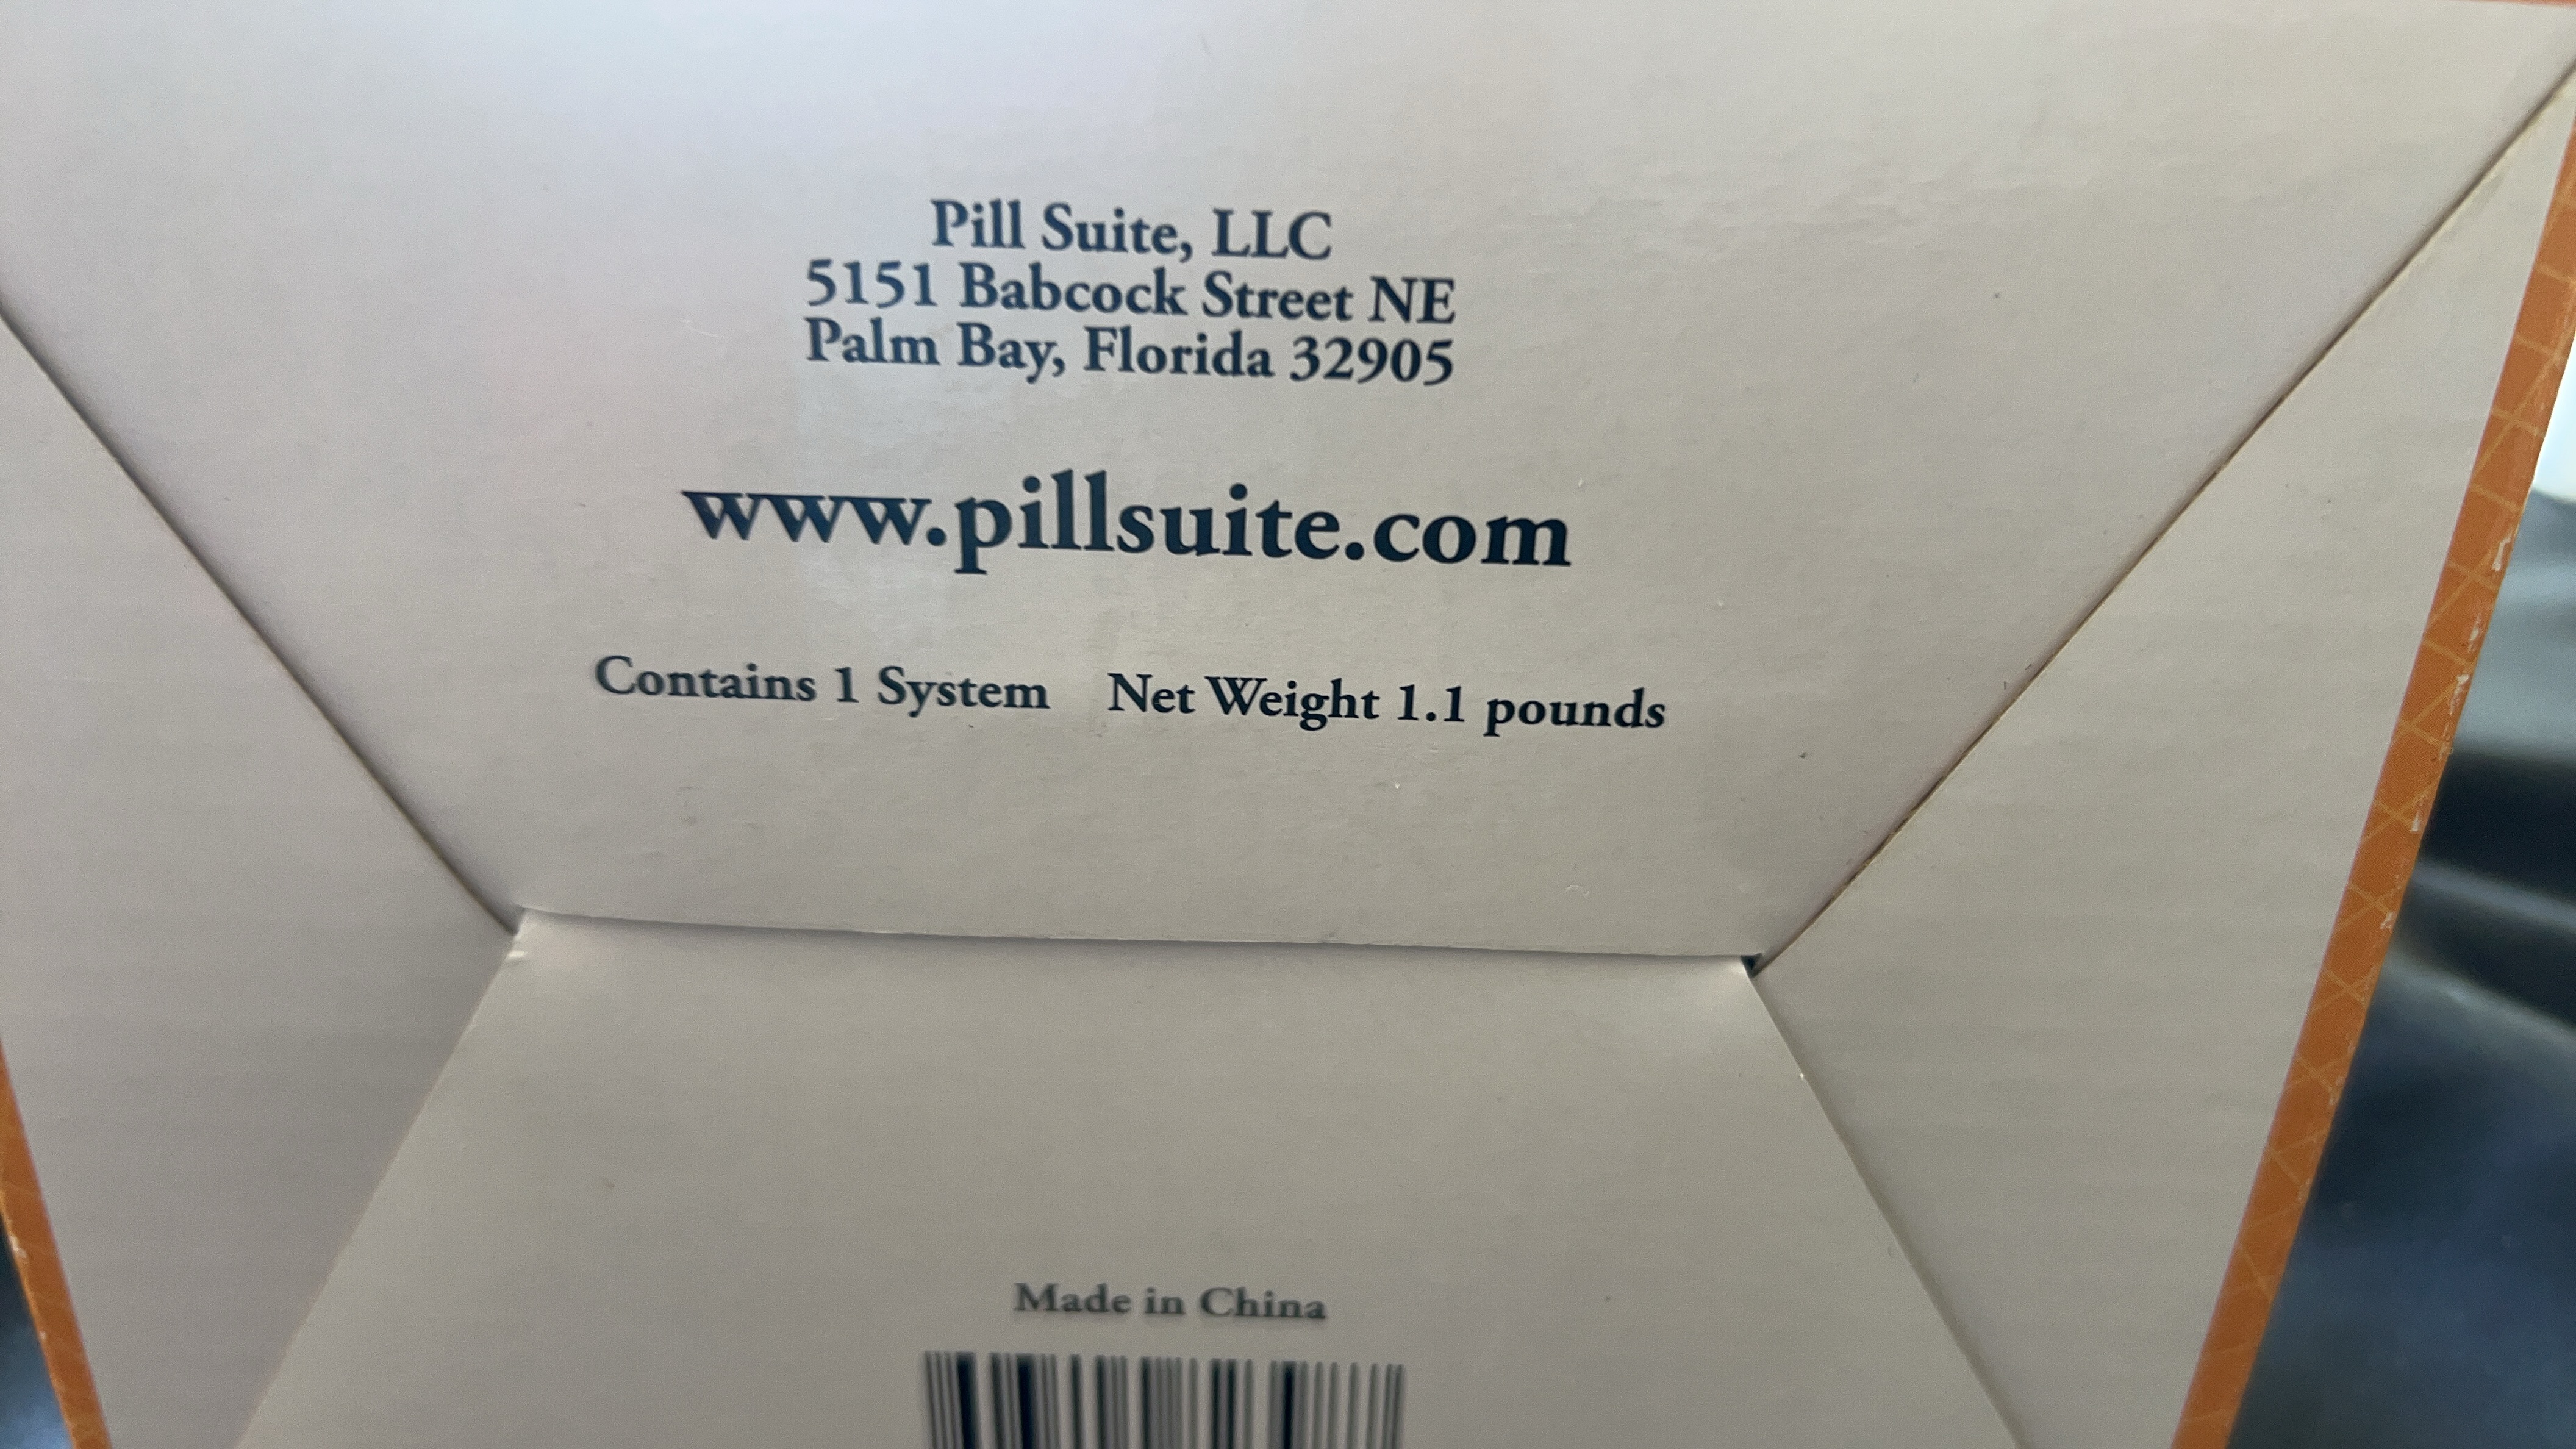 Pill Suite, LLC
5151 Babcock Street NE
Palm Bay, Florida 32905
www.pillsuite.com
Contains 1 System Net Weight 1.1 pounds
Made in China